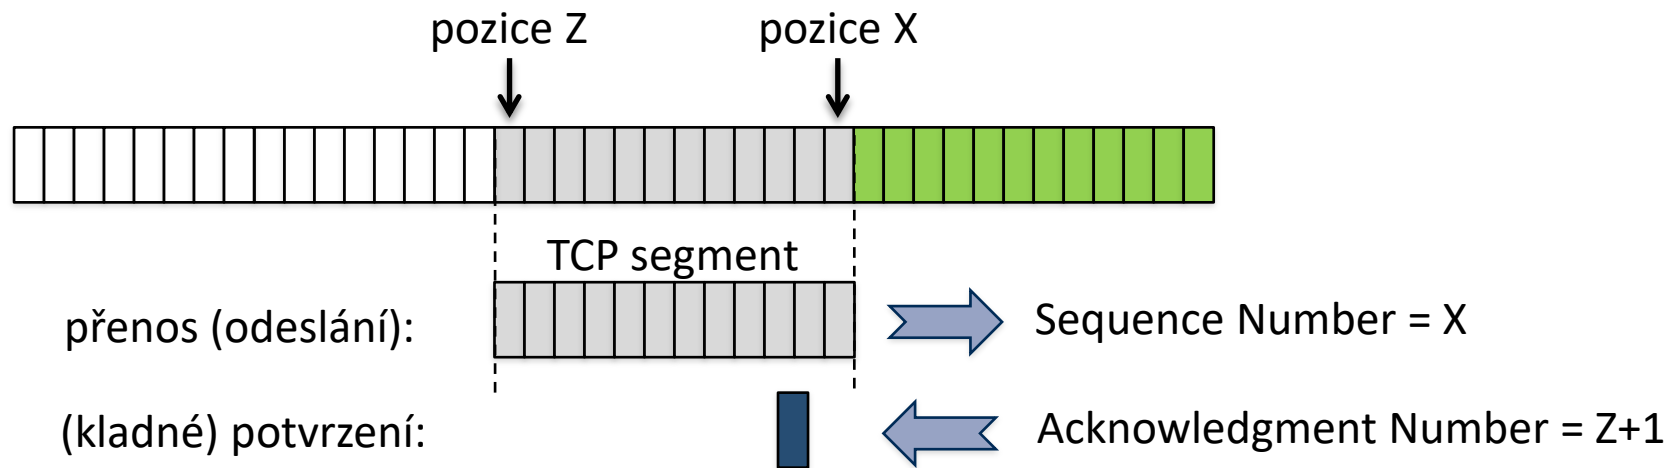 pozice Z
pozice X
TCP segment
přenos (odeslání):
Sequence Number = X
(kladné) potvrzení:
Acknowledgment Number = Z+1